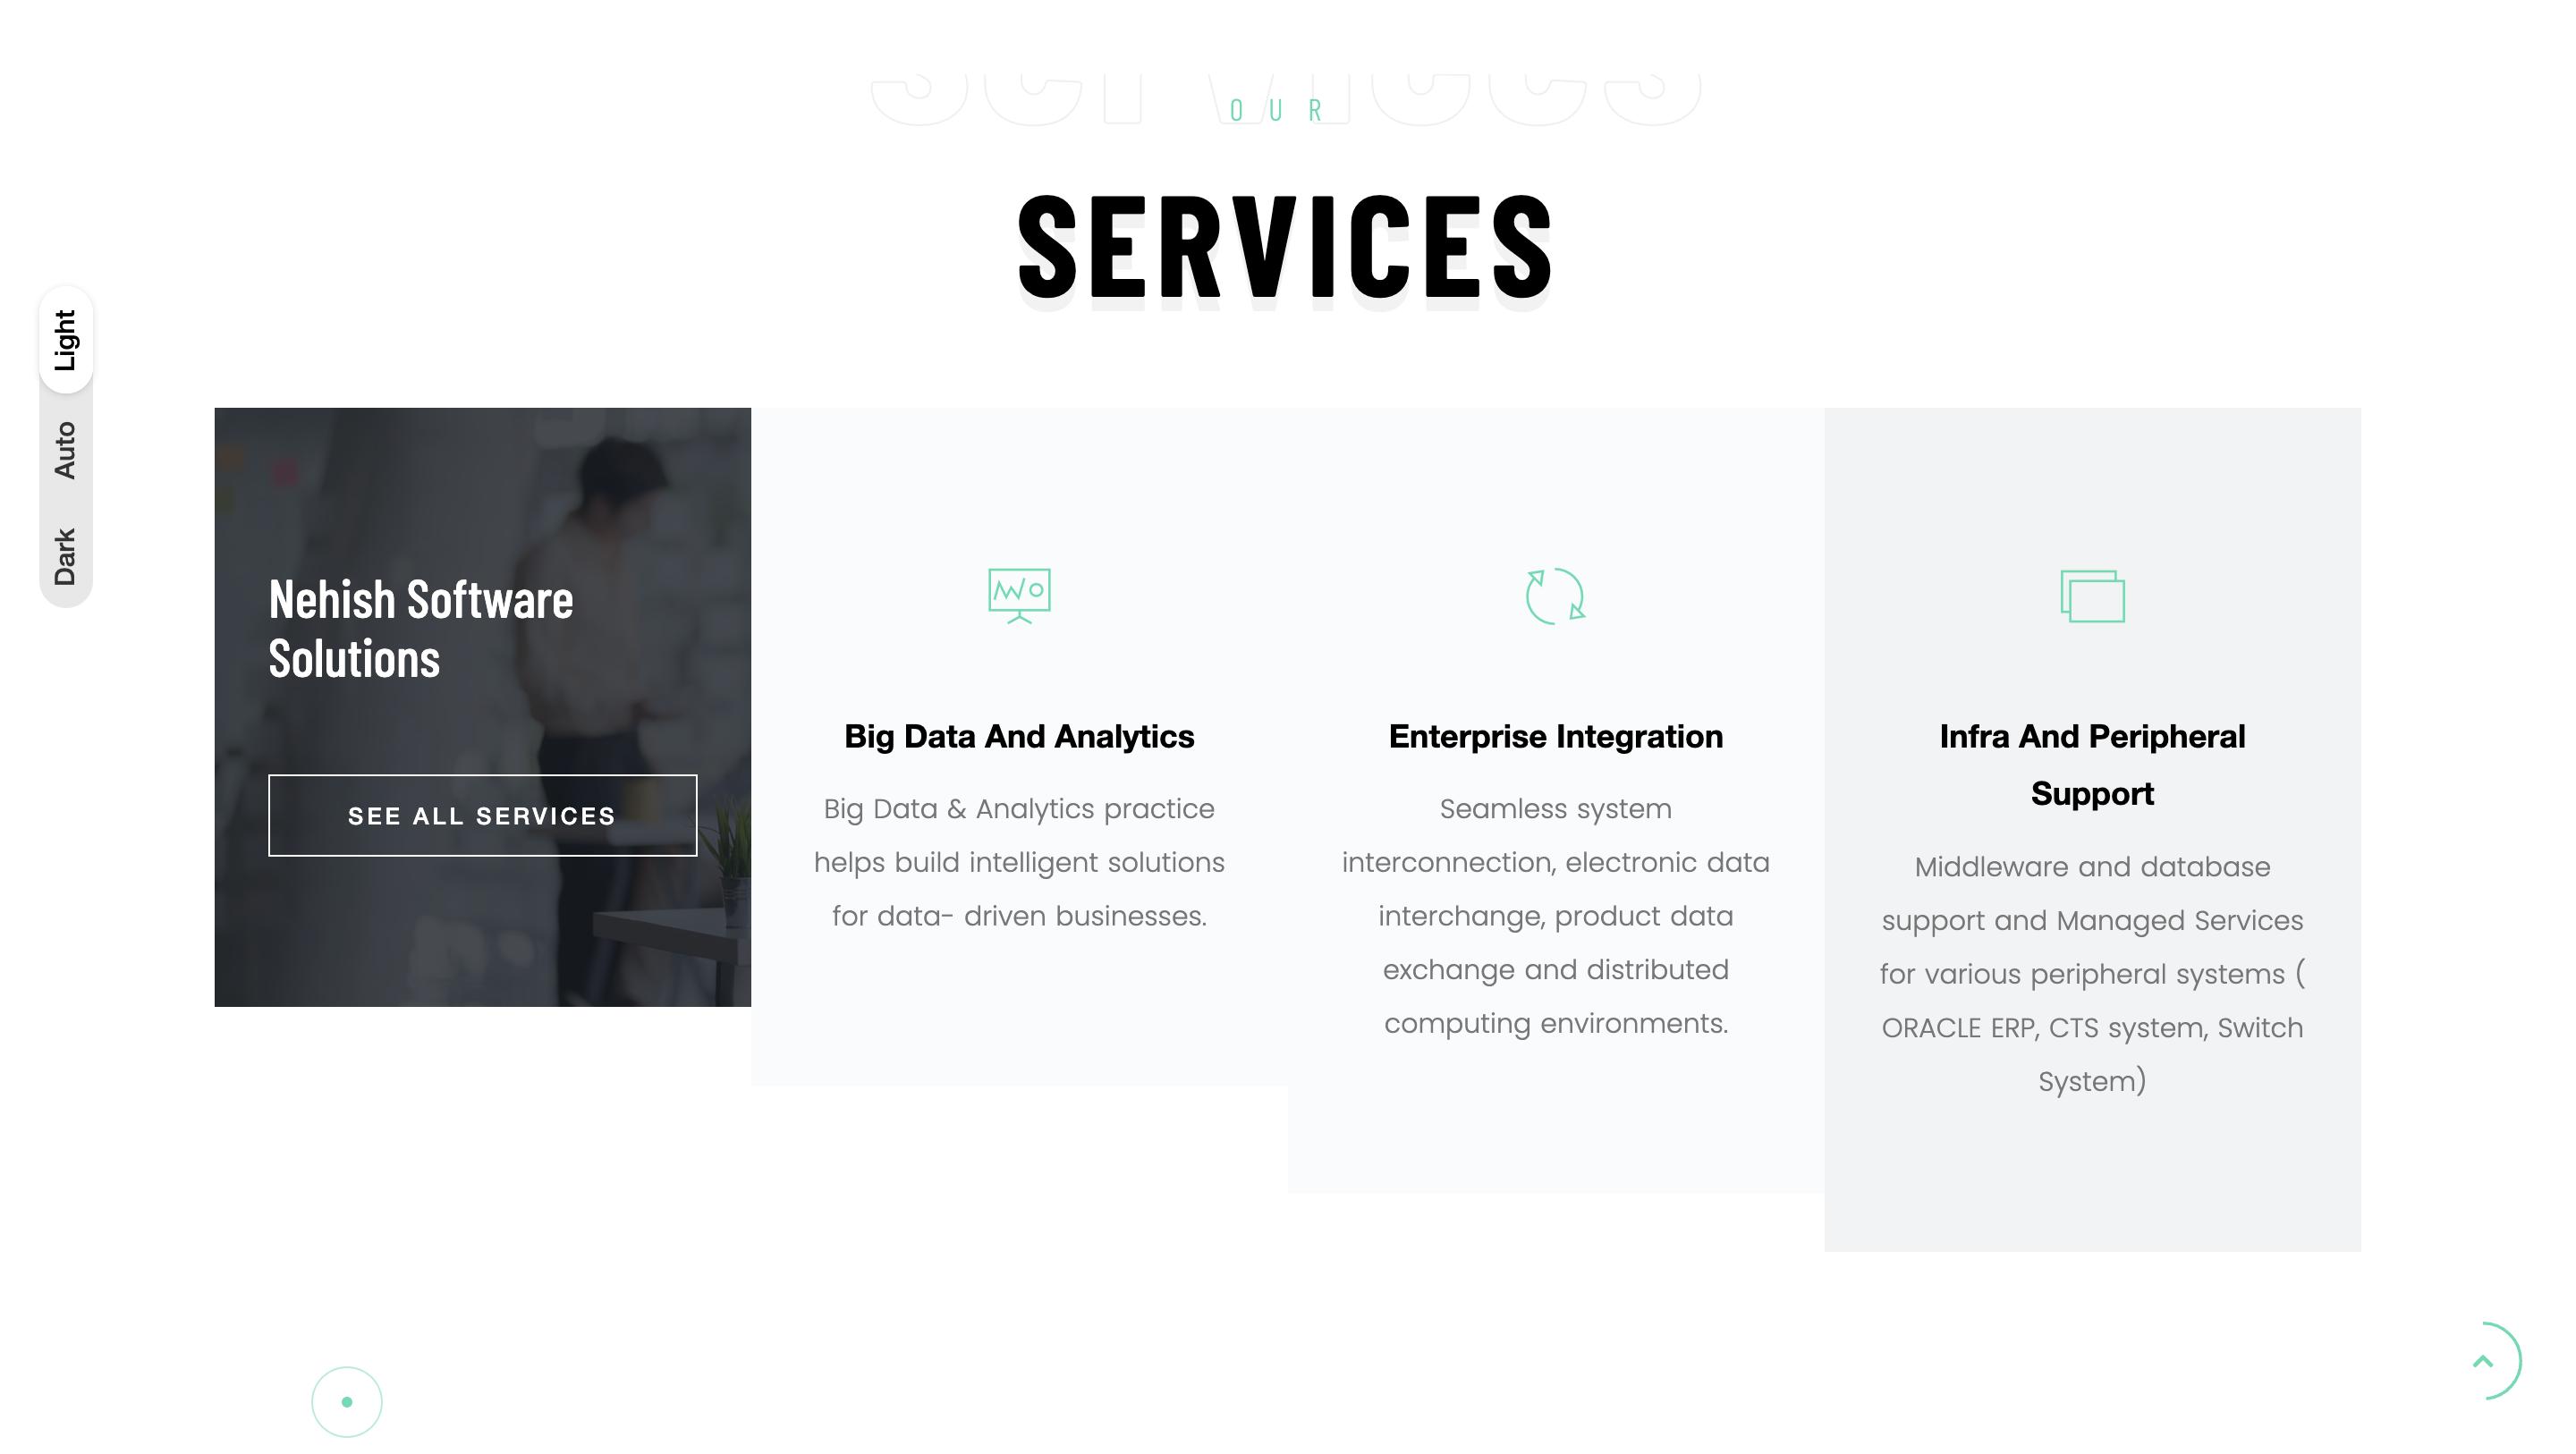 services
OUR
SERVICES
Light
Auto
Dark
Nehish Software
Solutions
SEE ALL SERVICES
Big Data And Analytics
Big Data & Analytics practice
helps build intelligent solutions
for data- driven businesses.
Enterprise Integration
Seamless system
interconnection, electronic data
interchange, product data
exchange and distributed
computing environments.
Infra And Peripheral
Support
Middleware and database
support and Managed Services
for various peripheral systems (
ORACLE ERP, CTS system, Switch
System)